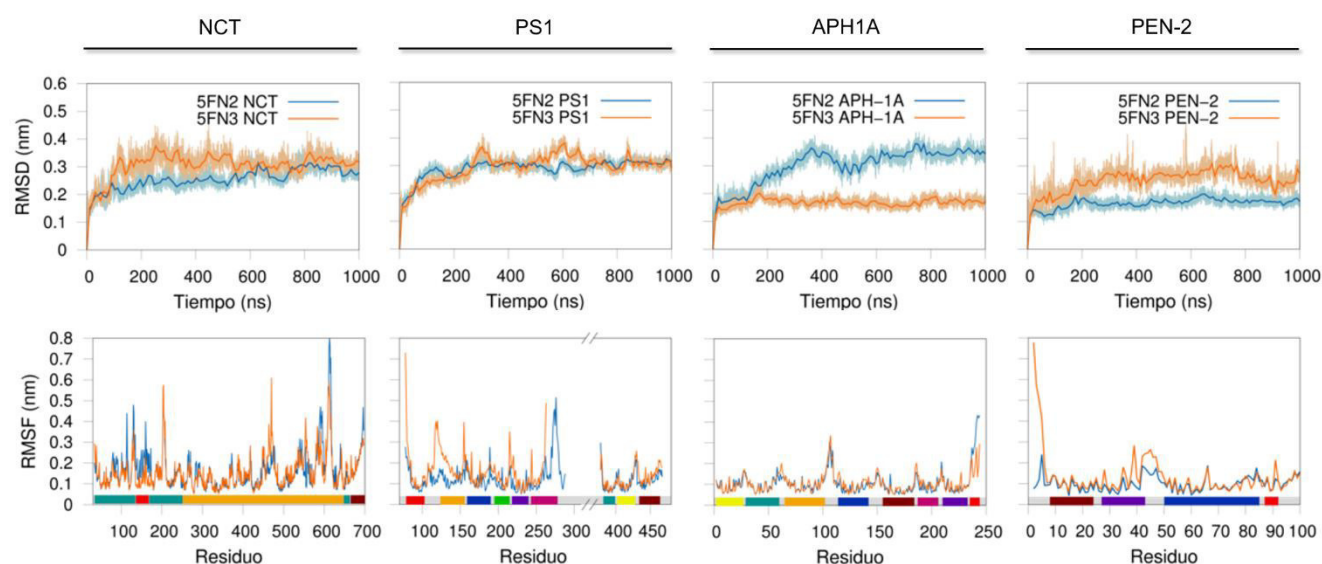 NCT PS1 APH1A PEN-2
RMSD (nm)
0.6
0.5
0.4
0.3
0.2
0.1
0
5FN2 NCT
5FN3 NCT
0 200 400 600 800 1000
Tiempo (ns)
5FN2 PS1
5FN3 PS1
0 200 400 600 800 1000
Tiempo (ns)
5FN2 APH−1A
5FN3 APH−1A
0 200 400 600 800 1000
Tiempo (ns)
5FN2 PEN−2
5FN3 PEN−2
0 200 400 600 800 1000
Tiempo (ns)
RMSF (nm)
0.8
0.7
0.6
0.5
0.4
0.3
0.2
0.1
0
100 200 300 400 500 600 700
Residuo
//
//
100 150 200 250 300 400 450
Residuo
0 50 100 150 200 250
Residuo
0 10 20 30 40 50 60 70 80 90 100
Residuo